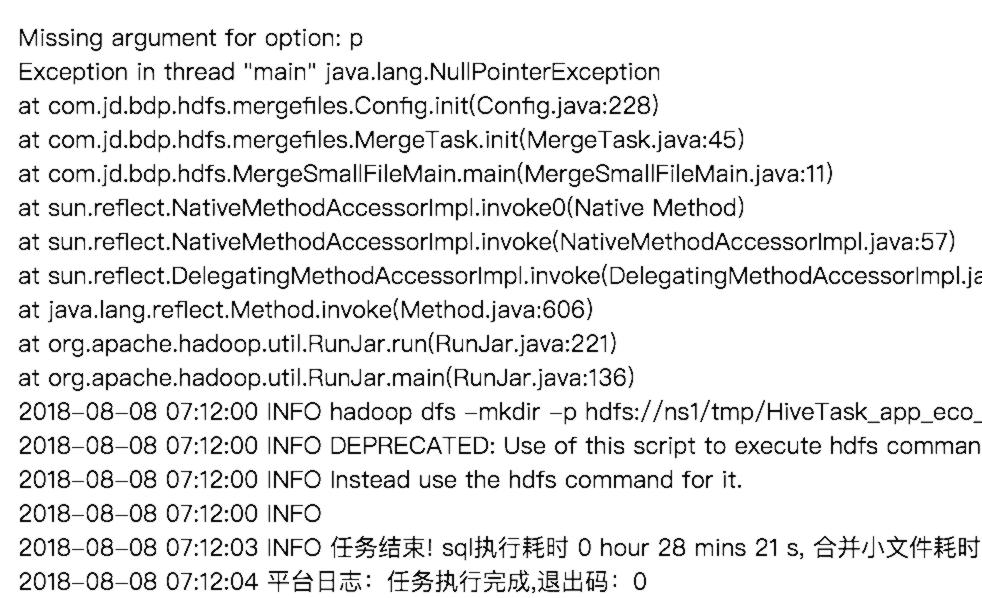 Missing argument for option: p
Exception in thread "main" java.lang.NullPointerException
at com.jd.bdp.hdfs.mergefiles.Config.init(Config.java:228)
at com.jd.bdp.hdfs.mergefiles.MergeTask.init(MergeTask.java:45)
at com.jd.bdp.hdfs.MergeSmallFileMain.main(MergeSmallFileMain.java:11)
at sun.reflect.NativeMethodAccessorImpl.invoke0(Native Method)
at sun.reflect.NativeMethodAccessorImpl.invoke(NativeMethodAccessorImpl.java:57)
at sun.reflect.DelegatingMethodAccessorImpl.invoke(DelegatingMethodAccessorImpl.ja
at java.lang.reflect.Method.invoke(Method.java:606)
at org.apache.hadoop.util.RunJar.run(RunJar.java:221)
at org.apache.hadoop.util.RunJar.main(RunJar.java:136)
2018-08-08 07:12:00 INFO hadoop dfs -mkdir -p hdfs://ns1/tmp/HiveTask_app_eco_
2018-08-08 07:12:00 INFO DEPRECATED: Use of this script to execute hdfs comman
2018-08-08 07:12:00 INFO Instead use the hdfs command for it.
2018-08-08 07:12:00 INFO
2018-08-08 07:12:03 INFO 任务结束! sql执行耗时 0 hour 28 mins 21 s, 合并小文件耗时
2018-08-08 07:12:04 平台日志：任务执行完成,退出码：0